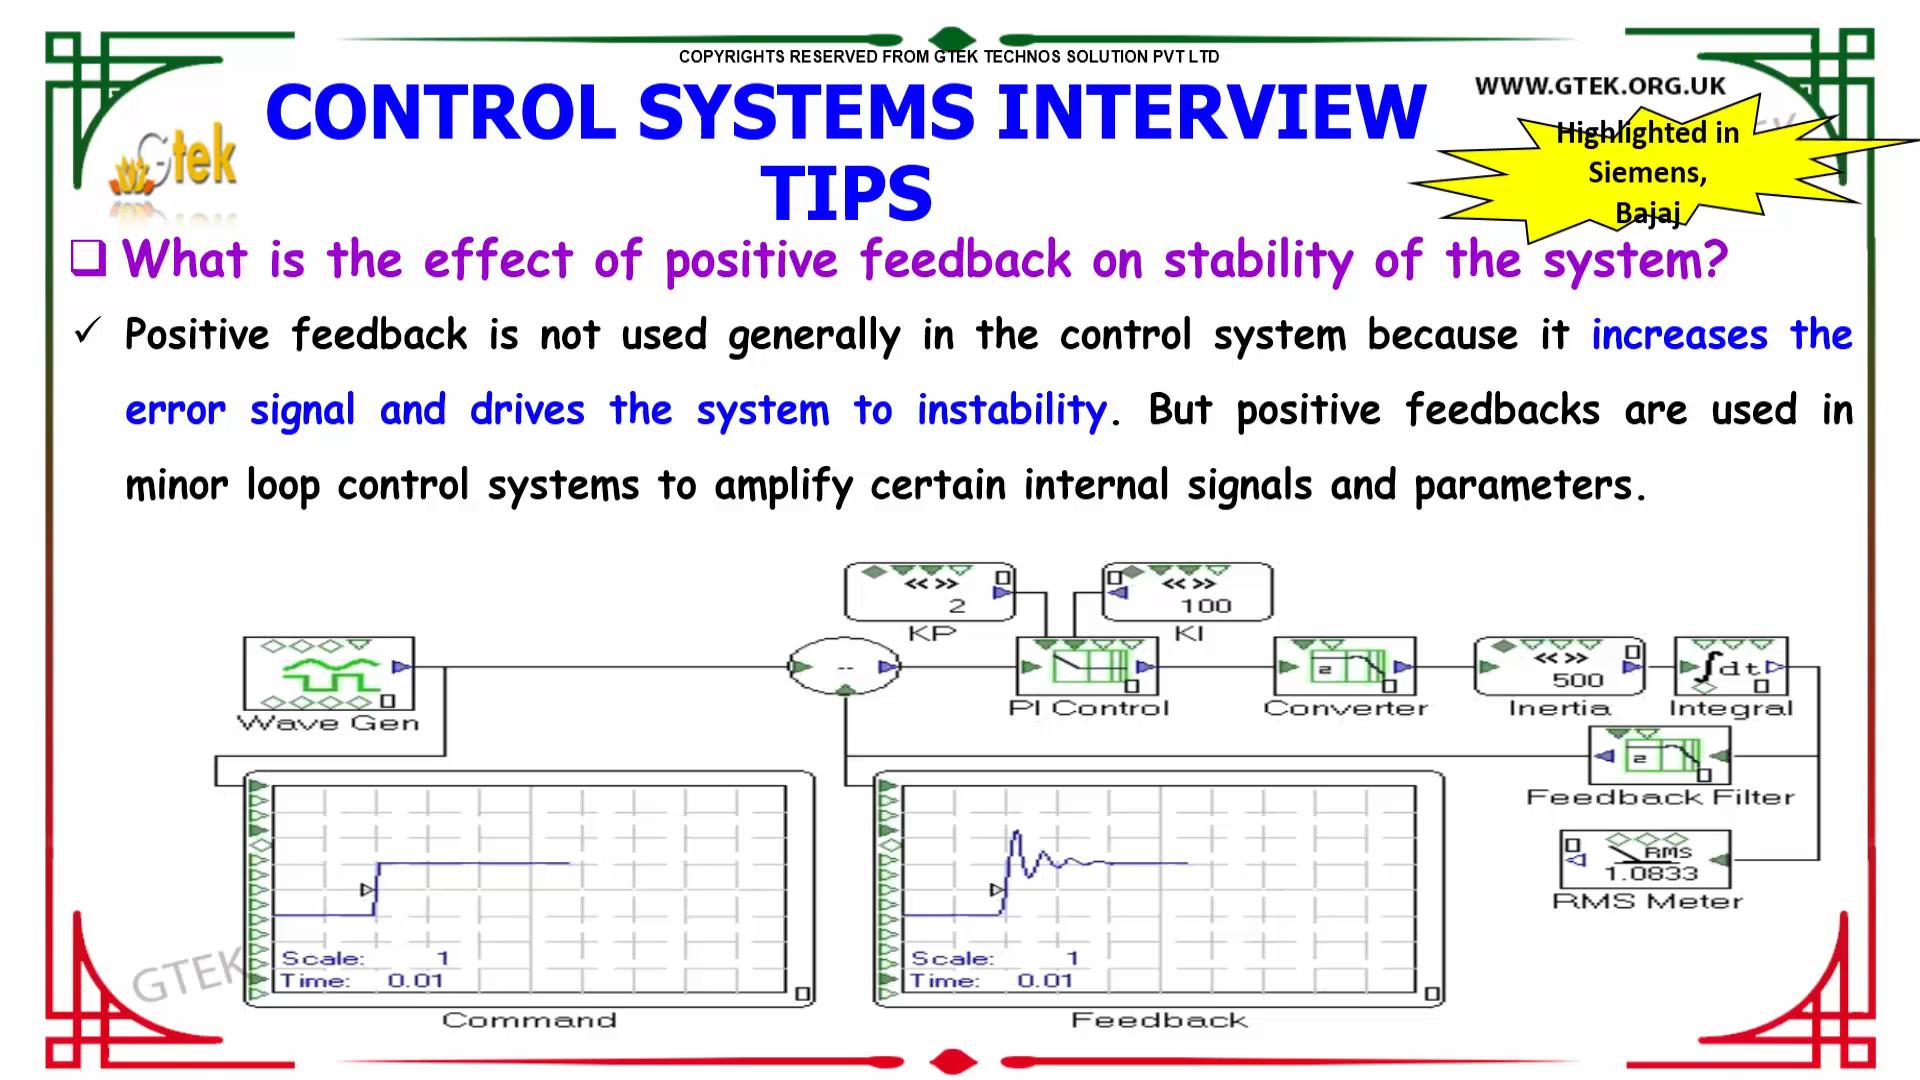 COPYRIGHTS RESERVED FROM GTEK TECHNOS SOLUTION PVT LTD
WWW.GTEK.ORG.UK
CONTROL SYSTEMS INTERVIEW
TIPS
Gtek
Highlighted in
Siemens,
Bajaj
What is the effect of positive feedback on stability of the system?
Positive feedback is not used generally in the control system because it increases the
error signal and drives the system to instability. But positive feedbacks are used in
minor loop control systems to amplify certain internal signals and parameters.
<< >>
2
KP
<< >>
100
KI
Wave Gen
--
PI Control
2
Converter
<< >>
500
Inertia
∫dt
Integral
2
Feedback Filter
RMS
1.0833
RMS Meter
Scale: 1
Time: 0.01
Command
Scale: 1
Time: 0.01
Feedback
GTEK